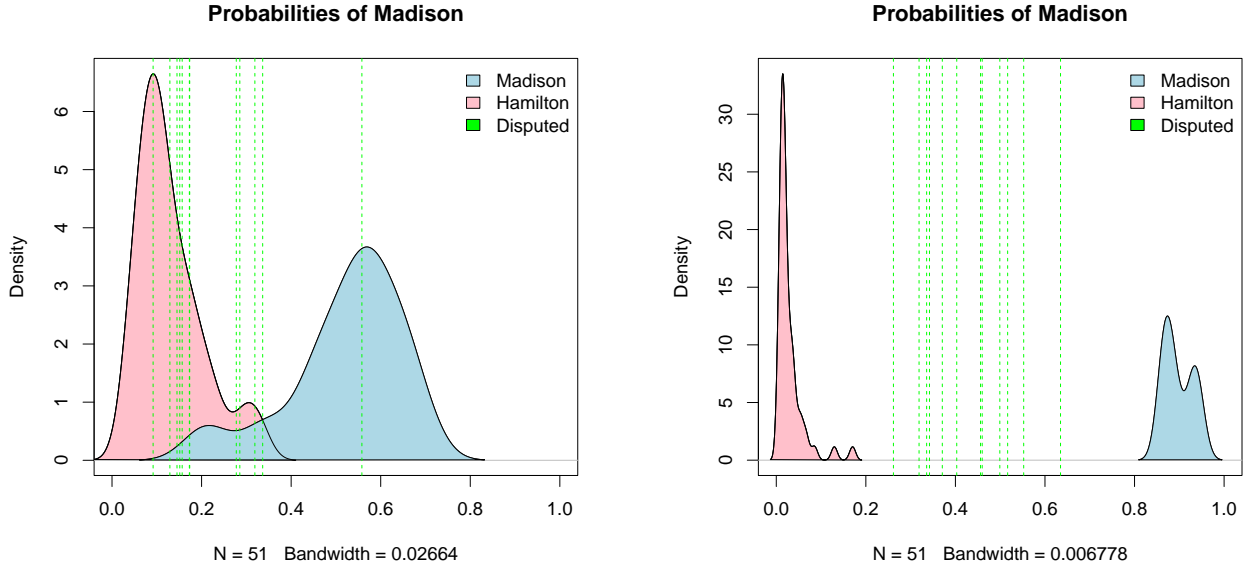 Probabilities of Madison
Madison
Hamilton
Disputed
Density
0
1
2
3
4
5
6
0.0 0.2 0.4 0.6 0.8 1.0
N = 51 Bandwidth = 0.02664
Probabilities of Madison
Madison
Hamilton
Disputed
Density
0
5
10
15
20
25
30
0.0 0.2 0.4 0.6 0.8 1.0
N = 51 Bandwidth = 0.006778